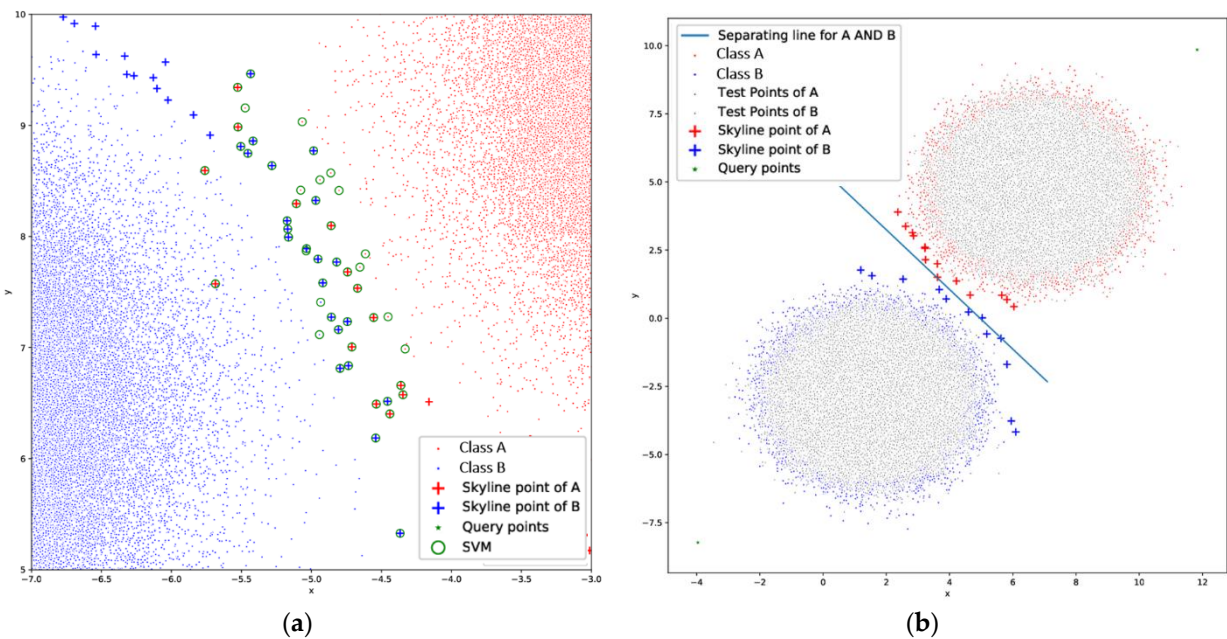 10
9
8
7
6
5
y
-7.0 -6.5 -6.0 -5.5 -5.0 -4.5 -4.0 -3.5 -3.0
x
Class A
Class B
Skyline point of A
Skyline point of B
Query points
SVM
(a)
10.0
7.5
5.0
2.5
0.0
−2.5
−5.0
−7.5
y
−4 −2 0 2 4 6 8 10 12
x
Separating line for A AND B
Class A
Class B
Test Points of A
Test Points of B
Skyline point of A
Skyline point of B
Query points
(b)